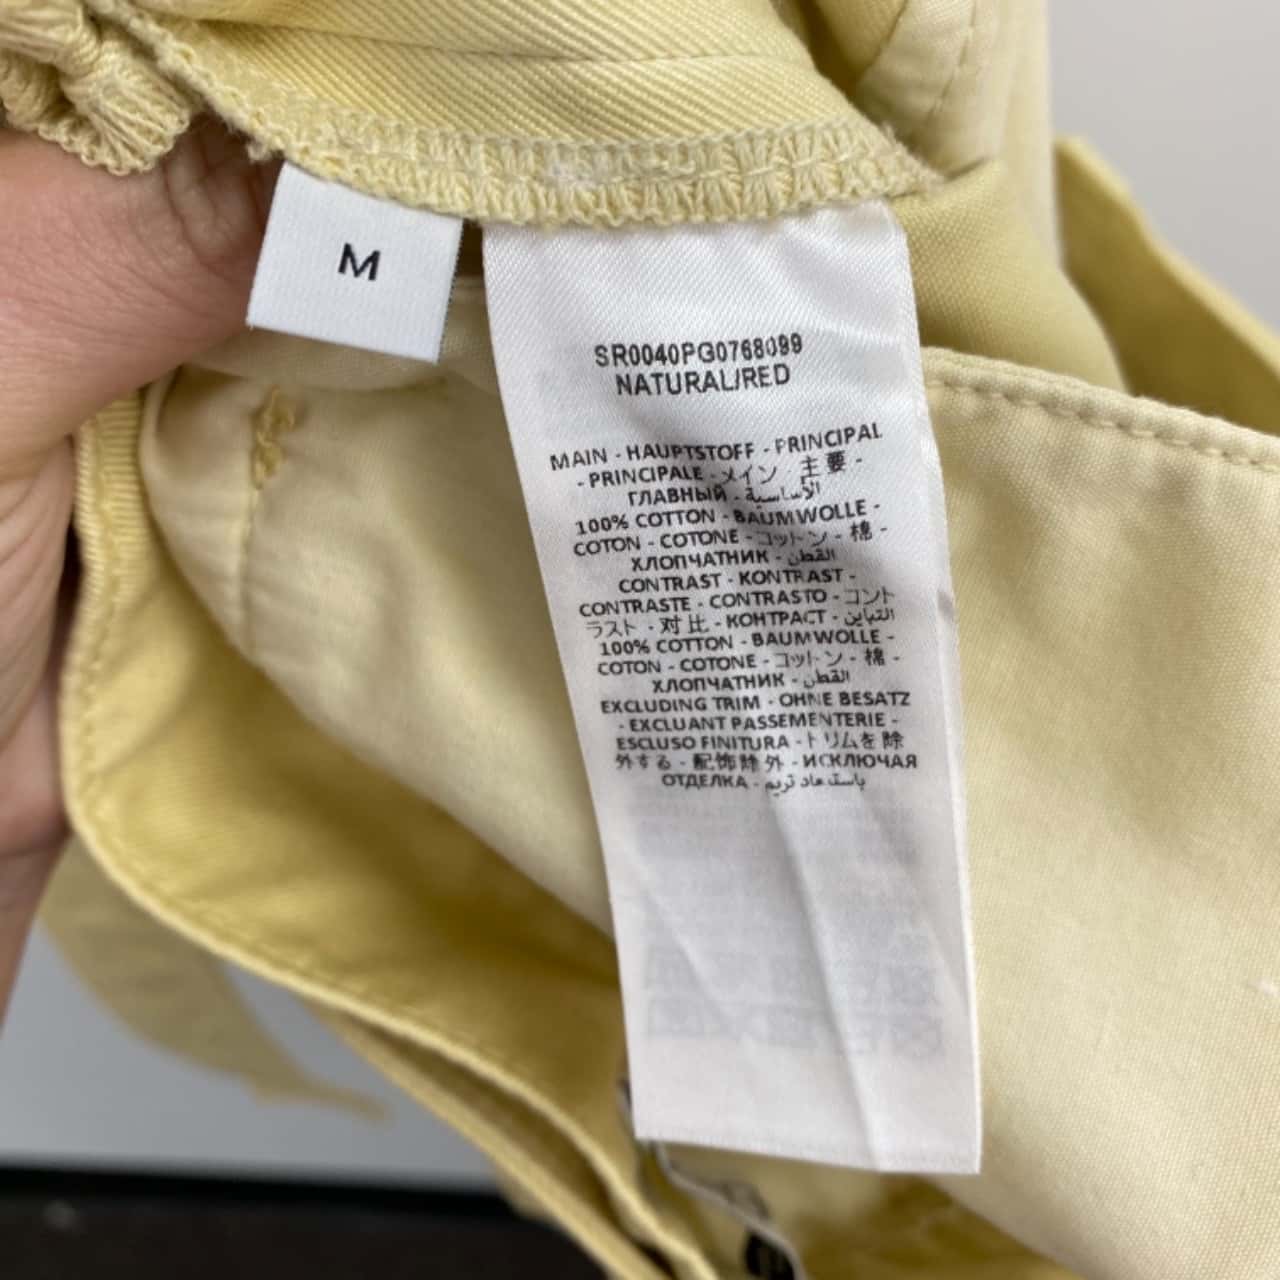 M
SR0040PG0768099
NATURAL/RED
MAIN - HAUPTSTOFF - PRINCIPAL
- PRINCIPALE - メイン - 主要 -
ГЛАВНЫЙ - الأساسية
100% COTTON - BAUMWOLLE -
COTON - COTONE - コットン - 棉 -
ХЛОПЧАТНИК - القطن
CONTRAST - KONTRAST -
CONTRASTE - CONTRASTO - コント
ラスト - 对比 - КОНТРАСТ - التباين
100% COTTON - BAUMWOLLE -
COTON - COTONE - コットン - 棉 -
ХЛОПЧАТНИК - القطن
EXCLUDING TRIM - OHNE BESATZ
- EXCLUANT PASSEMENTERIE -
ESCLUSO FINITURA - トリムを除
外する - 配饰除外 - ИСКЛЮЧАЯ
ОТДЕЛКА - باستعاد تريم